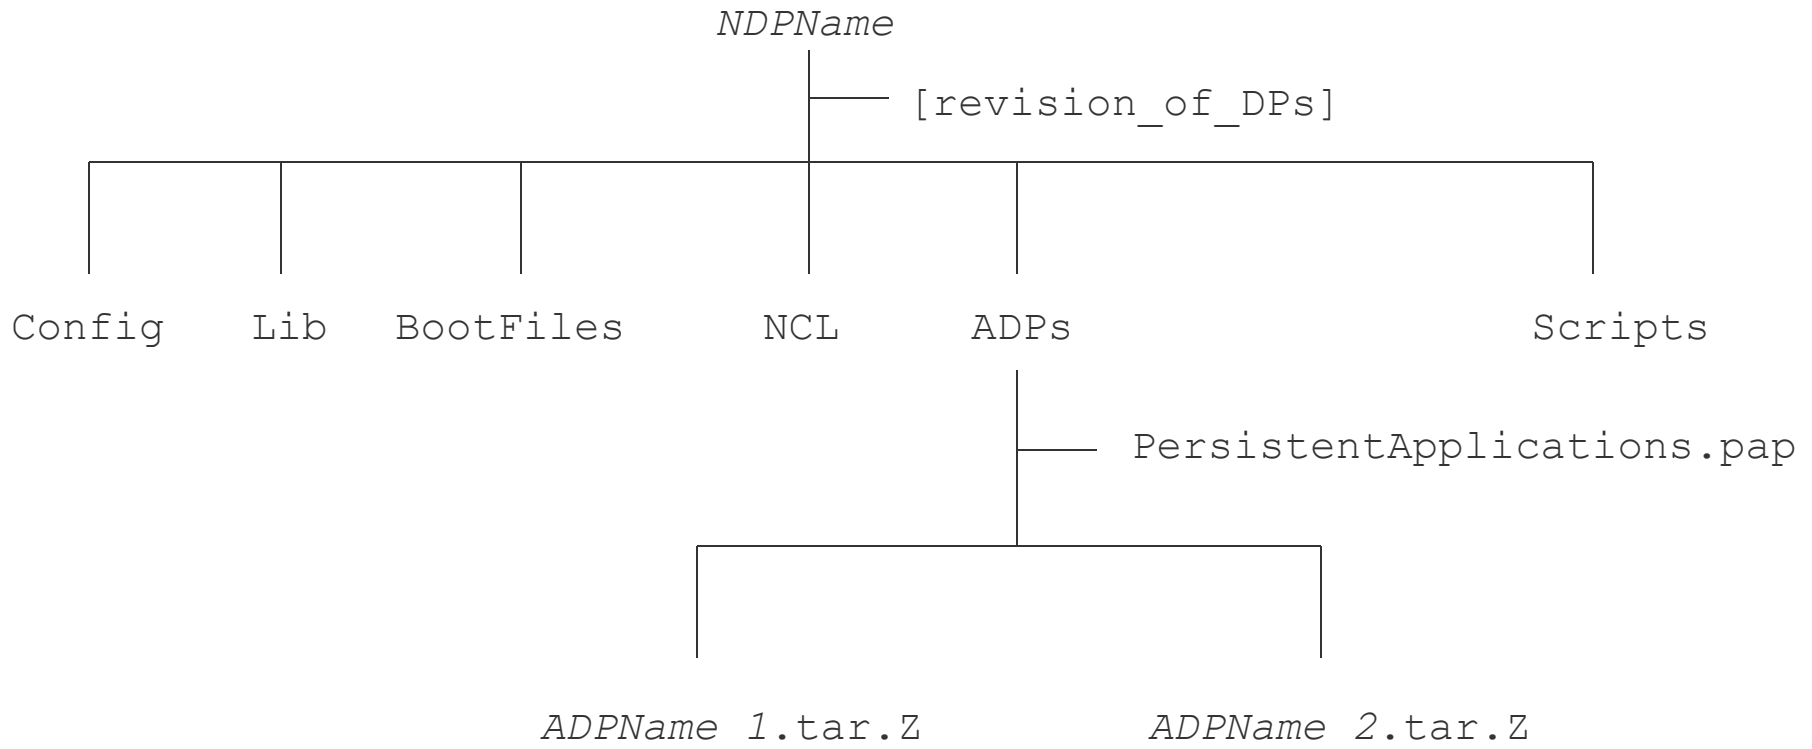 NDPName
[revision_of_DPs]
Config Lib BootFiles NCL ADPs Scripts
PersistentApplications.pap
ADPName 1.tar.Z ADPName 2.tar.Z